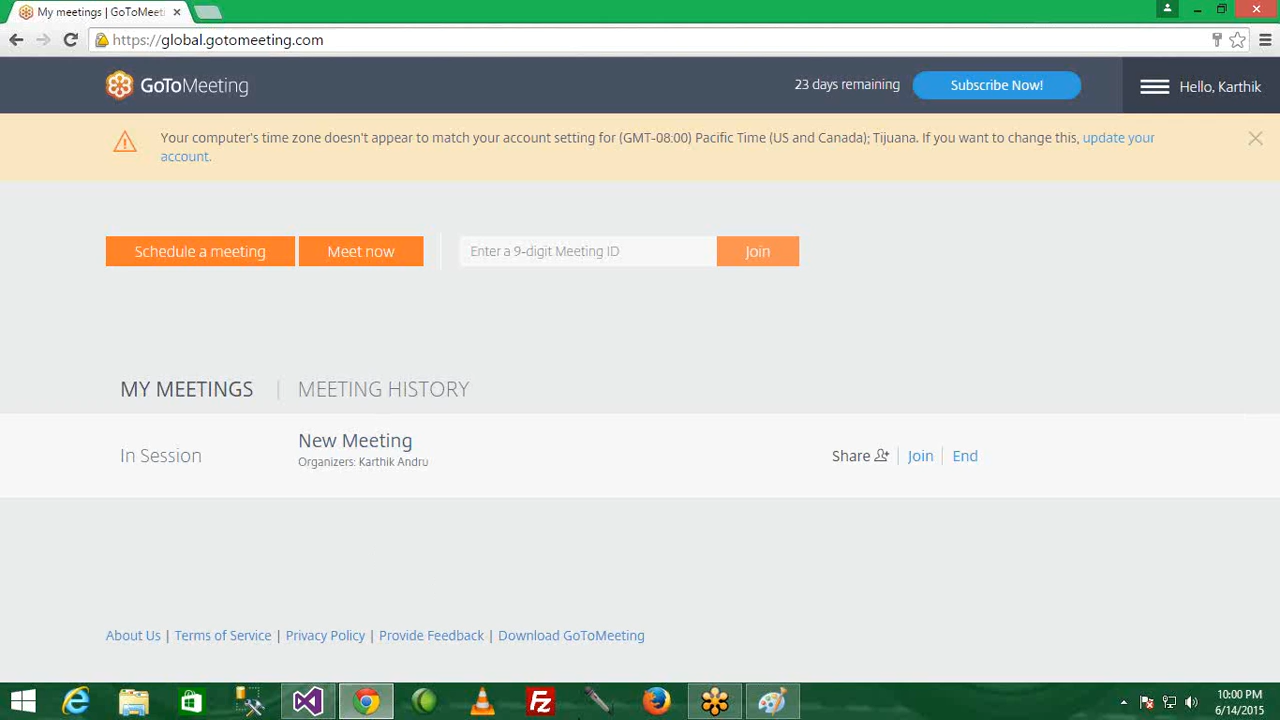 My meetings | GoToMeeti
https://global.gotomeeting.com
GoToMeeting
23 days remaining
Subscribe Now!
Hello, Karthik
Your computer's time zone doesn't appear to match your account setting for (GMT-08:00) Pacific Time (US and Canada); Tijuana. If you want to change this, update your
account.
Schedule a meeting
Meet now
Enter a 9-digit Meeting ID
Join
MY MEETINGS
MEETING HISTORY
In Session
New Meeting
Organizers: Karthik Andru
Share
Join
End
About Us | Terms of Service | Privacy Policy | Provide Feedback | Download GoToMeeting
Fz
10:00 PM
6/14/2015